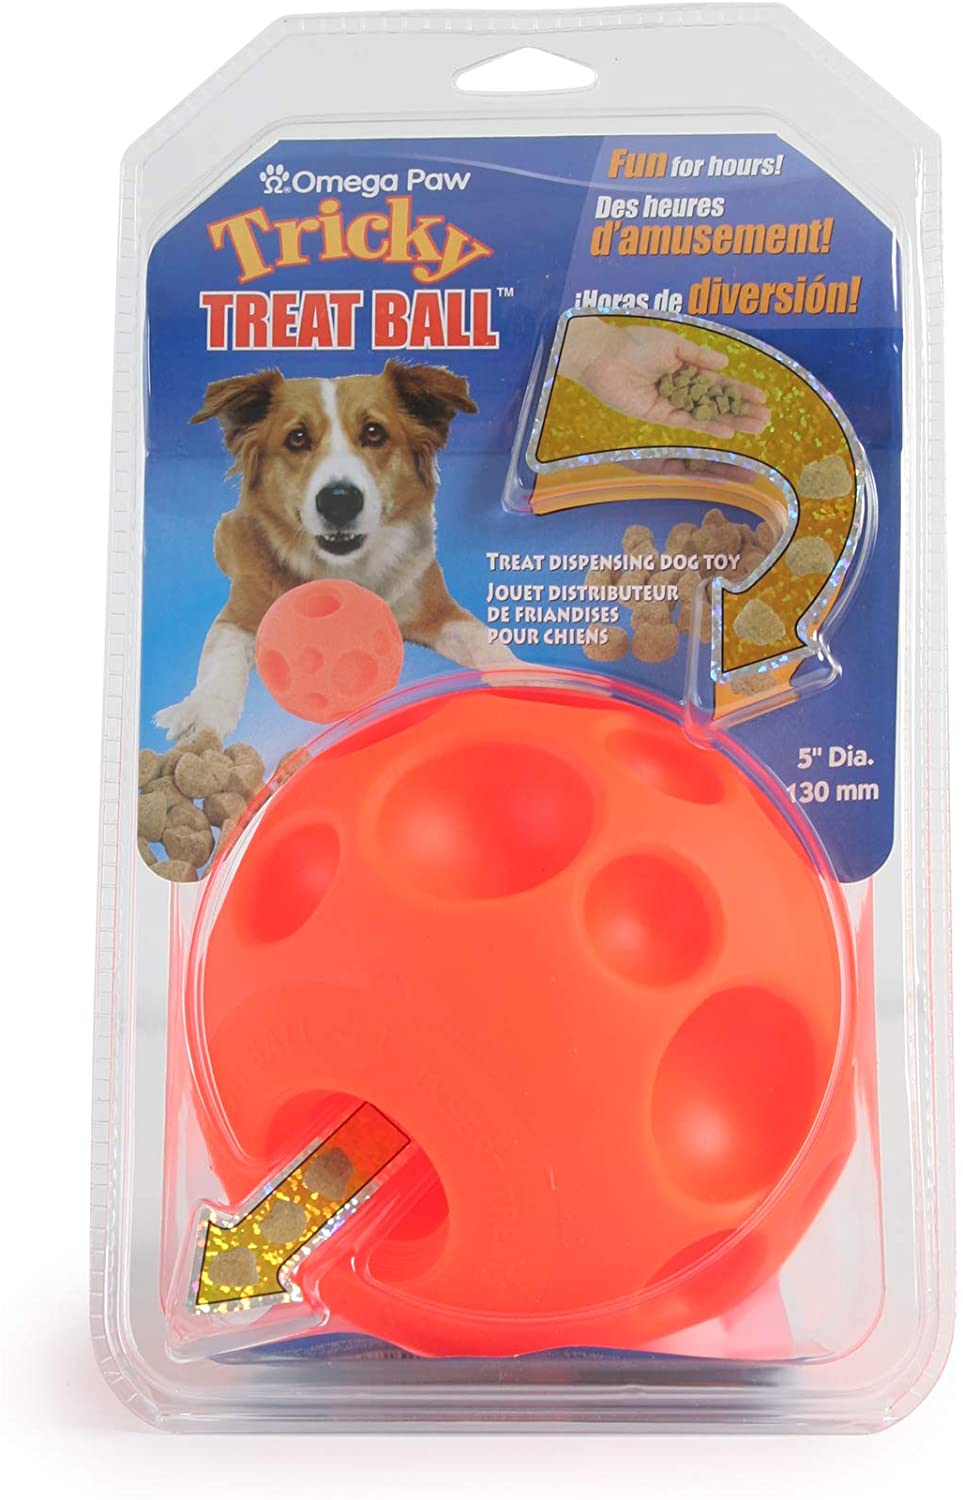 Omega Paw
Tricky
TREAT BALL™
Fun for hours!
Des heures
d'amusement!
¡Horas de diversión!
TREAT DISPENSING DOG TOY
JOUET DISTRIBUTEUR
DE FRIANDISES
POUR CHIENS
5" Dia.
130 mm